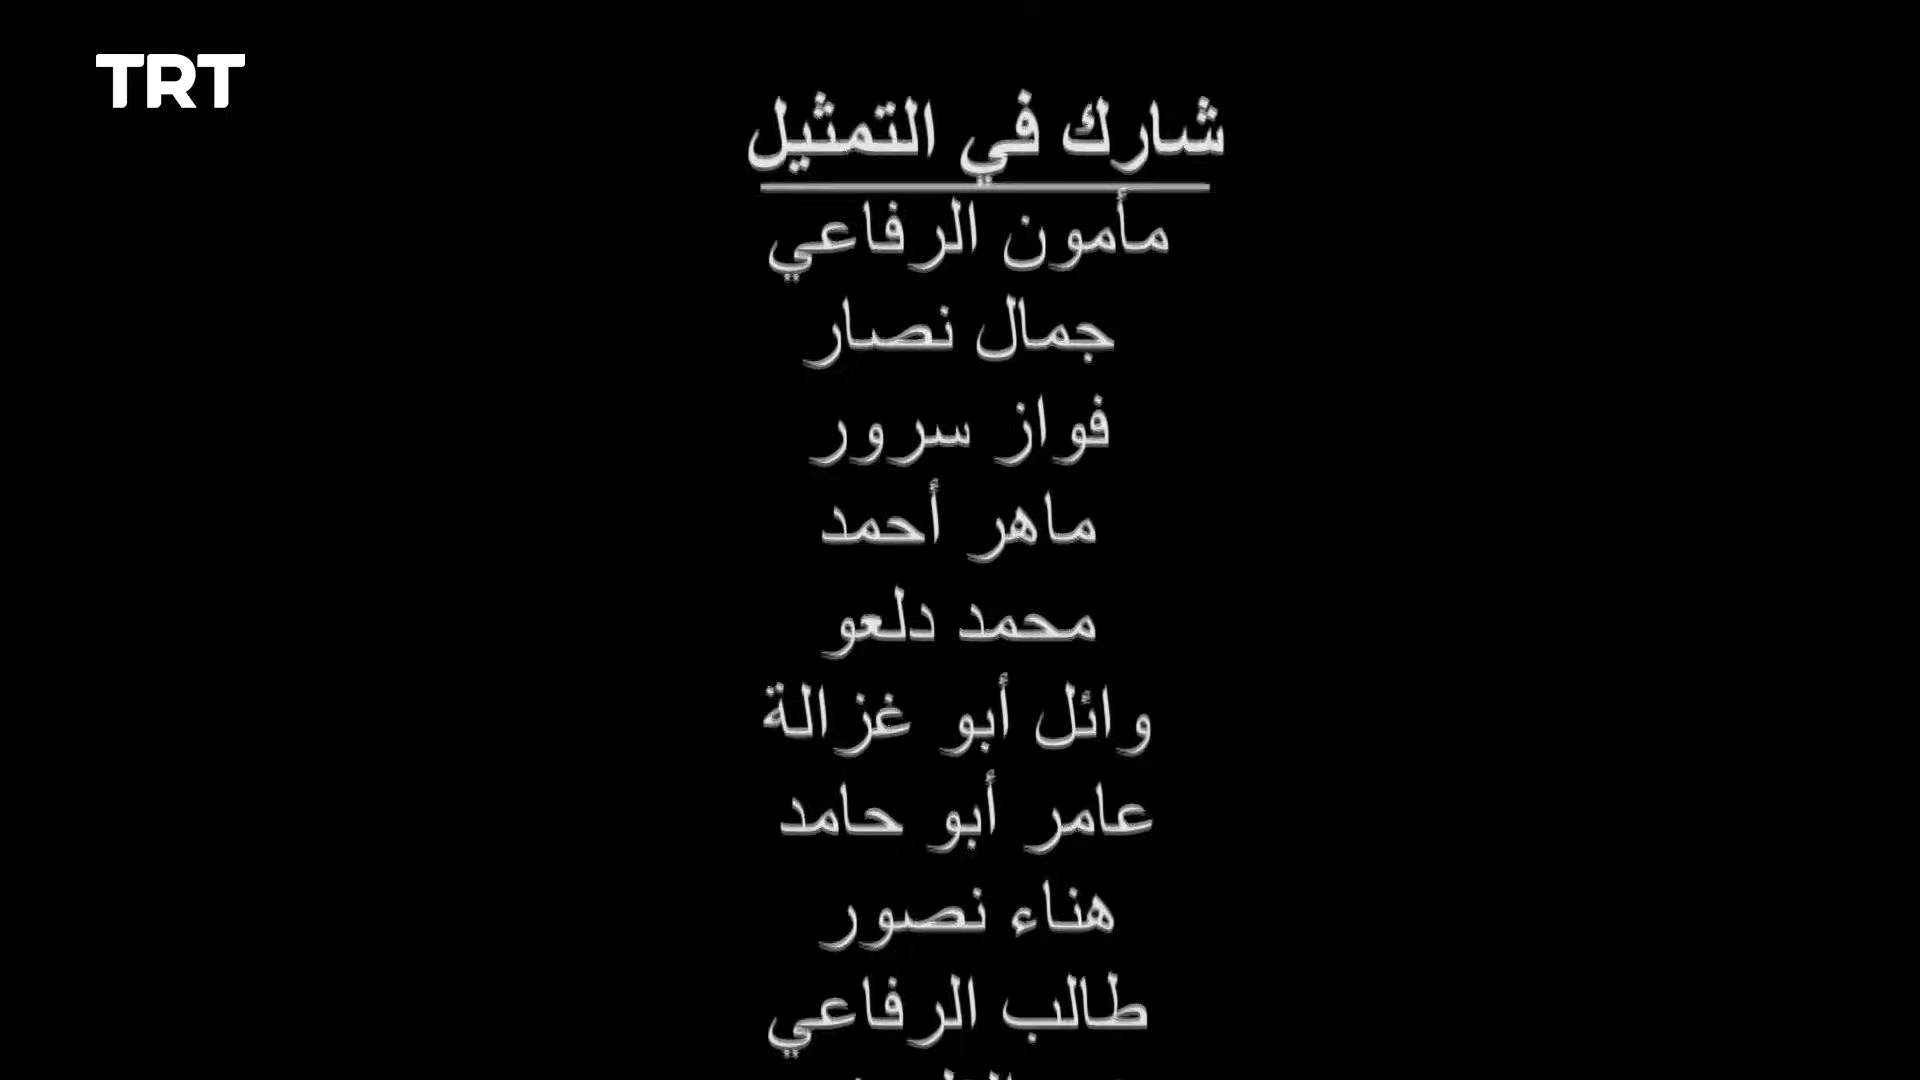 TRT
شارك في التمثيل
مأمون الرفاعي
جمال نصار
فواز سرور
ماهر أحمد
محمد دلعو
وائل أبو غزالة
عامر أبو حامد
هناء نصور
طالب الرفاعي